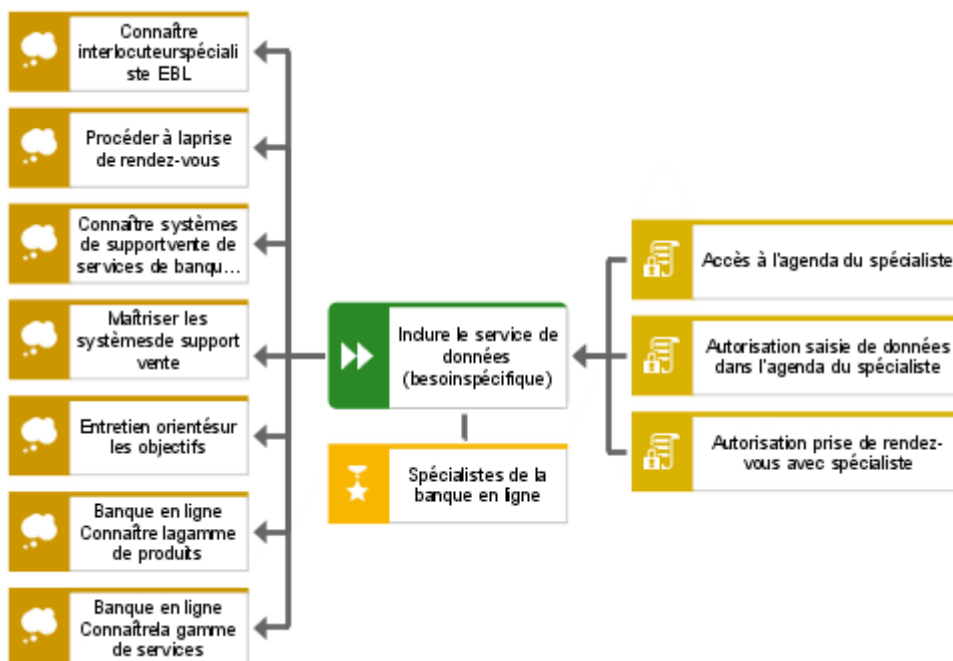 Connaître
interlocuteurspéciali
ste EBL
Procéder à laprise
de rendez-vous
Connaître systèmes
de supportvente de
services de banqu...
Maîtriser les
systèmesde support
vente
Entretien orientésur
les objectifs
Banque en ligne
Connaître lagamme
de produits
Banque en ligne
Connaîtrela gamme
de services
Inclure le service de
données
(besoinspécifique)
Spécialistes de la
banque en ligne
Accès à l'agenda du spécialiste
Autorisation saisie de données
dans l'agenda du spécialiste
Autorisation prise de rendez-
vous avec spécialiste